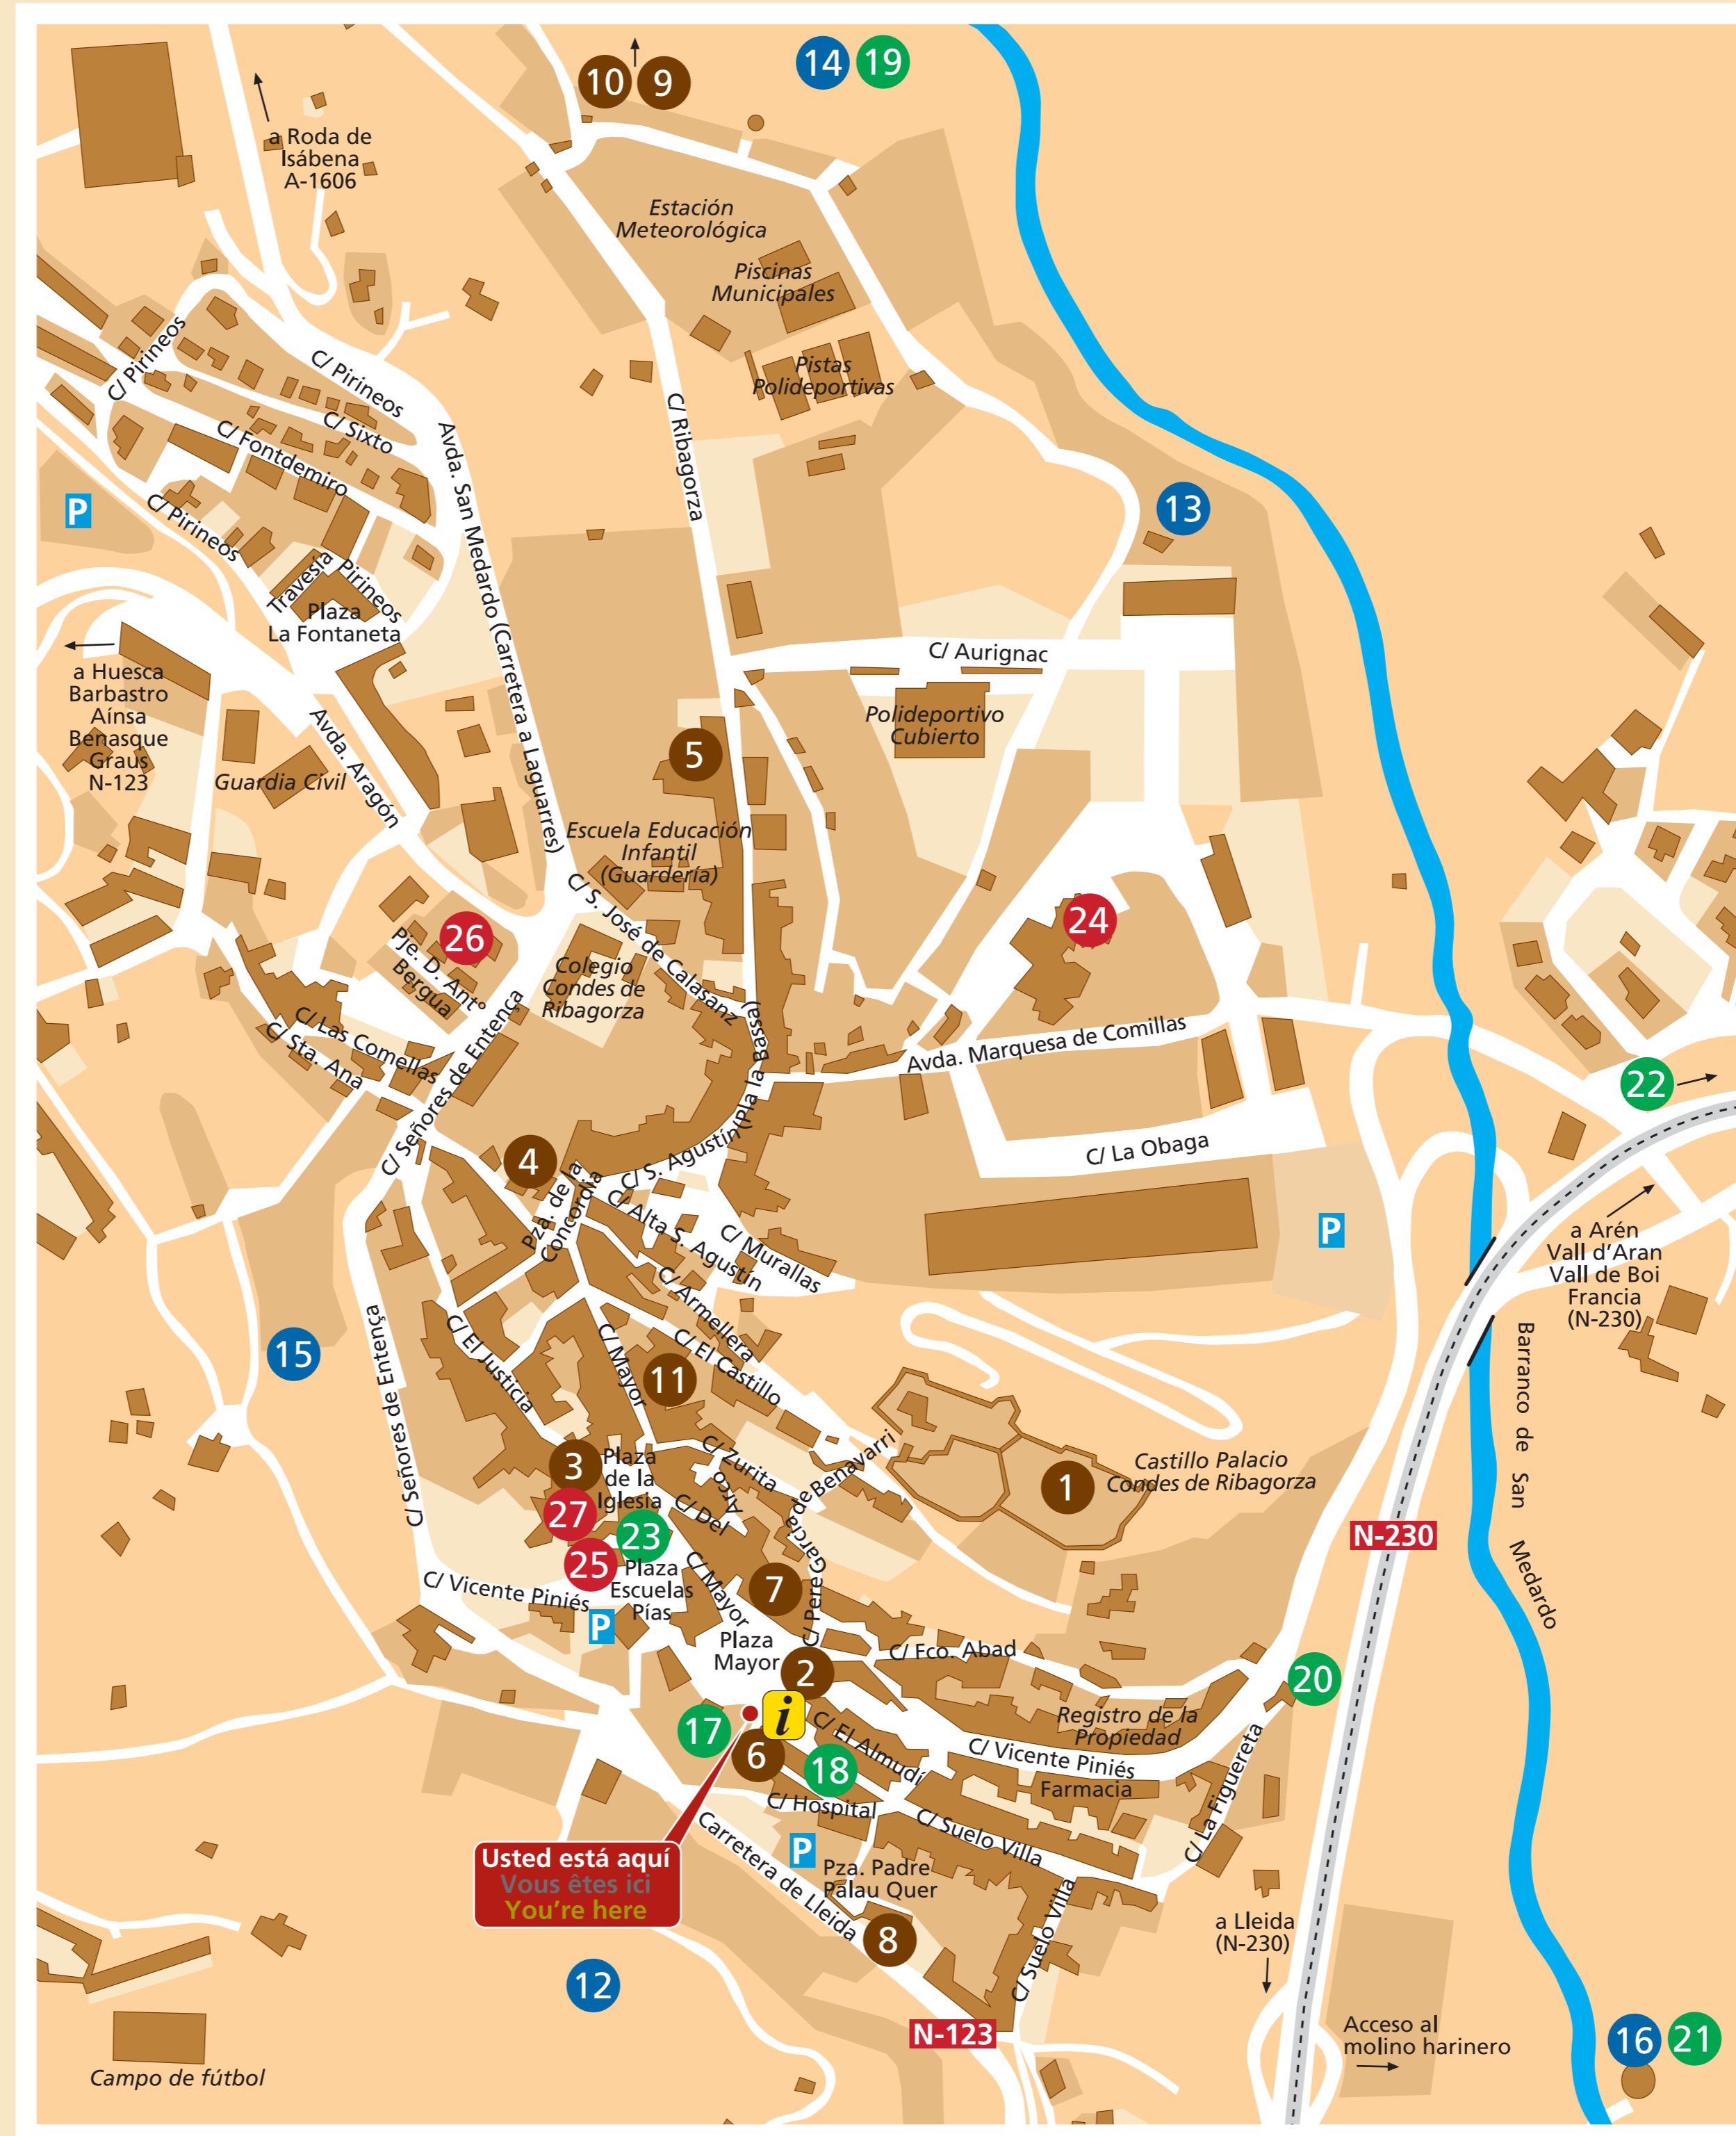 10
9
14
19
a Roda de
Isábena
A-1606
Estación
Meteorológica
Piscinas
Municipales
Pistas
Polideportivas
C/ Pirineos
C/ Pirineos
C/ Sixto
C/ Fontdemiro
C/ Pirineos
P
Avda. San Medardo (Carretera a Laguarres)
C/ Ribagorza
13
Travesía
Pirineos
Plaza
La Fontaneta
C/ Aurignac
a Huesca
Barbastro
Aínsa
Benasque
Graus
N-123
Avda. Aragón
Guardia Civil
5
Polideportivo
Cubierto
Escuela Educación
Infantil
(Guardería)
C/ S. José de Calasanz
24
26
Pje. D. Antº
Bergua
Colegio
Condes de
Ribagorza
C/ Las Comellas
C/ Sta. Ana
C/ Señores de Entença
Avda. Marquesa de Comillas
22
C/ S. Agustín (Pla la Bassa)
C/ La Obaga
4
Pza. de la
Concordia
C/ Alta S. Agustín
C/ Murallas
P
a Arén
Vall d'Aran
Vall de Boi
Francia
(N-230)
C/ Armellera
C/ El Castillo
C/ Mayor
C/ El Justicia
C/ Señores de Entença
15
11
Barranco de San Medardo
3
Plaza
de la
Iglesia
C/ Zurita
C/ Del
Arco
C/ Pere García de Benavarri
1
Castillo Palacio
Condes de Ribagorza
27
23
25
N-230
Plaza
Escuelas
Pías
C/ Vicente Piniés
P
C/ Mayor
7
Plaza
Mayor
2
C/ Fco. Abad
20
17
i
6
18
C/ El Almudí
Registro de la
Propiedad
C/ Vicente Piniés
Farmacia
C/ La Figuereta
C/ Hospital
C/ Suelo Villa
P
Pza. Padre
Palau Quer
Carretera de Lleida
Usted está aquí
Vous êtes ici
You're here
8
C/ Suelo Villa
a Lleida
(N-230)
12
N-123
Acceso al
molino harinero
16
21
Campo de fútbol